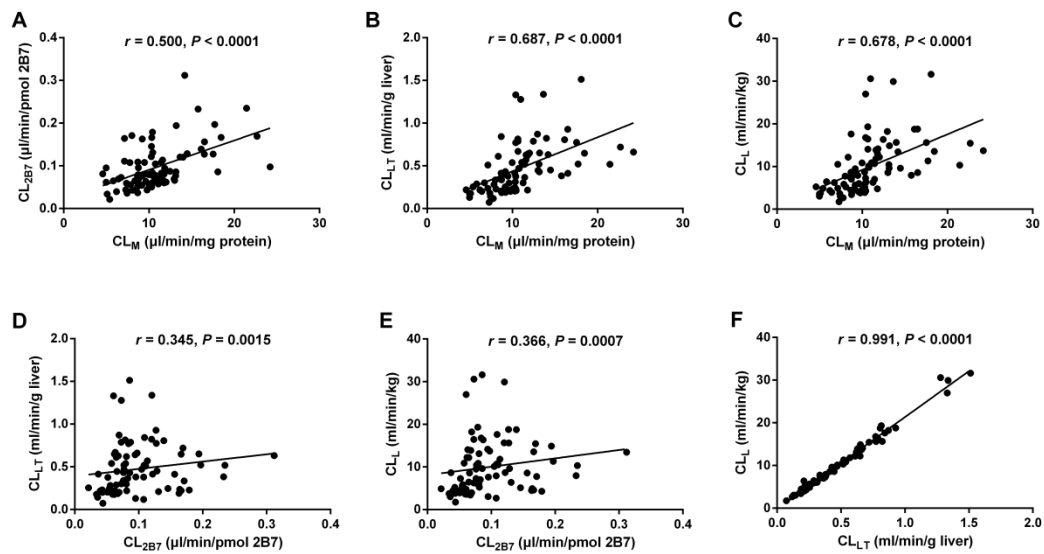 A
r = 0.500, P < 0.0001
CL2B7 (µl/min/pmol 2B7)
0.4
0.3
0.2
0.1
0.0
0
10
20
30
CLM (µl/min/mg protein)
B
r = 0.687, P < 0.0001
CLLT (ml/min/g liver)
2.0
1.5
1.0
0.5
0.0
0
10
20
30
CLM (µl/min/mg protein)
C
r = 0.678, P < 0.0001
CLL (ml/min/kg)
40
30
20
10
0
0
10
20
30
CLM (µl/min/mg protein)
D
r = 0.345, P = 0.0015
CLLT (ml/min/g liver)
2.0
1.5
1.0
0.5
0.0
0.0
0.1
0.2
0.3
0.4
CL2B7 (µl/min/pmol 2B7)
E
r = 0.366, P = 0.0007
CLL (ml/min/kg)
40
30
20
10
0
0.0
0.1
0.2
0.3
0.4
CL2B7 (µl/min/pmol 2B7)
F
r = 0.991, P < 0.0001
CLL (ml/min/kg)
40
30
20
10
0
0.0
0.5
1.0
1.5
2.0
CLLT (ml/min/g liver)